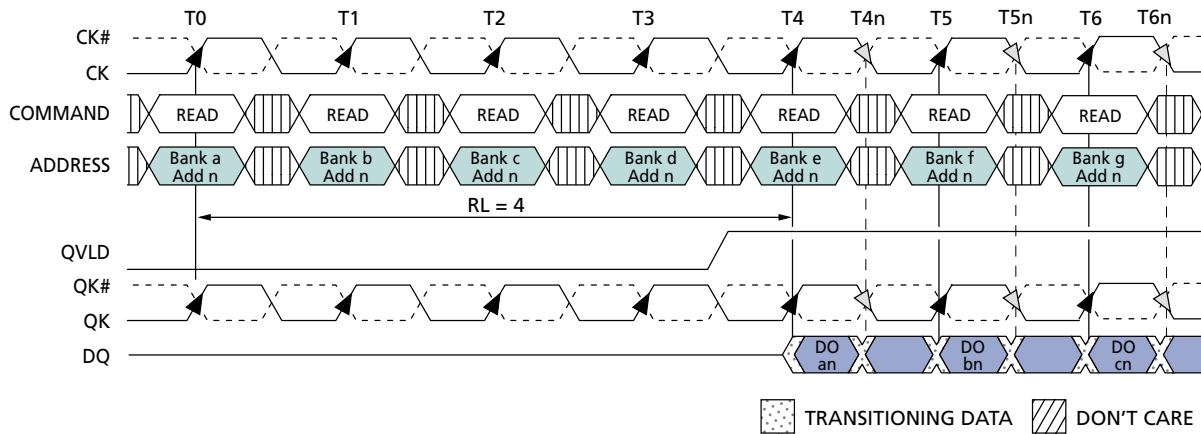 T0 T1 T2 T3 T4 T4n T5 T5n T6 T6n
CK#
CK
COMMAND READ READ READ READ READ READ READ
ADDRESS Bank a Bank b Bank c Bank d Bank e Bank f Bank g
Add n Add n Add n Add n Add n Add n Add n
RL = 4
QVLD
QK#
QK
DQ DO DO DO
an bn cn
TRANSITIONING DATA DON'T CARE